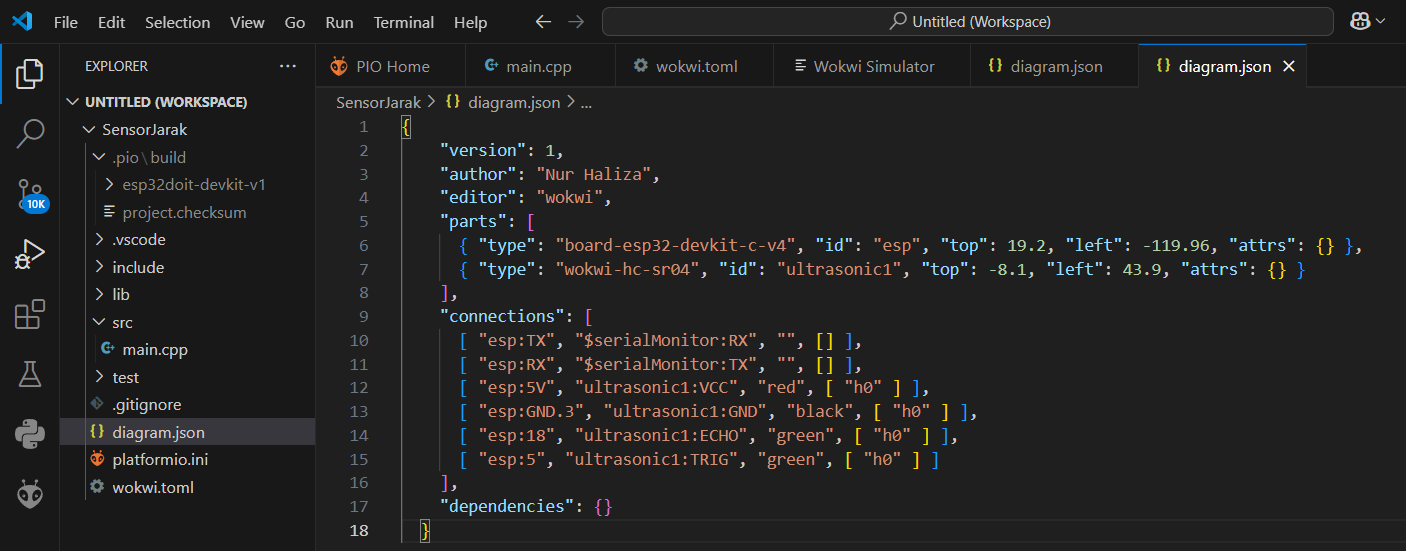 File Edit Selection View Go Run Terminal Help Untitled (Workspace)
EXPLORER
UNTITLED (WORKSPACE)
SensorJarak
.pio\build
esp32doit-devkit-v1
project.checksum
.vscode
include
lib
src
main.cpp
test
.gitignore
diagram.json
platformio.ini
wokwi.toml
10K
PIO Home main.cpp wokwi.toml Wokwi Simulator diagram.json diagram.json
SensorJarak > {} diagram.json > ...
1 {
2 "version": 1,
3 "author": "Nur Haliza",
4 "editor": "wokwi",
5 "parts": [
6 { "type": "board-esp32-devkit-c-v4", "id": "esp", "top": 19.2, "left": -119.96, "attrs": {} },
7 { "type": "wokwi-hc-sr04", "id": "ultrasonic1", "top": -8.1, "left": 43.9, "attrs": {} }
8 ],
9 "connections": [
10 [ "esp:TX", "$serialMonitor:RX", "", [] ],
11 [ "esp:RX", "$serialMonitor:TX", "", [] ],
12 [ "esp:5V", "ultrasonic1:VCC", "red", [ "h0" ] ],
13 [ "esp:GND.3", "ultrasonic1:GND", "black", [ "h0" ] ],
14 [ "esp:18", "ultrasonic1:ECHO", "green", [ "h0" ] ],
15 [ "esp:5", "ultrasonic1:TRIG", "green", [ "h0" ] ]
16 ],
17 "dependencies": {}
18 }